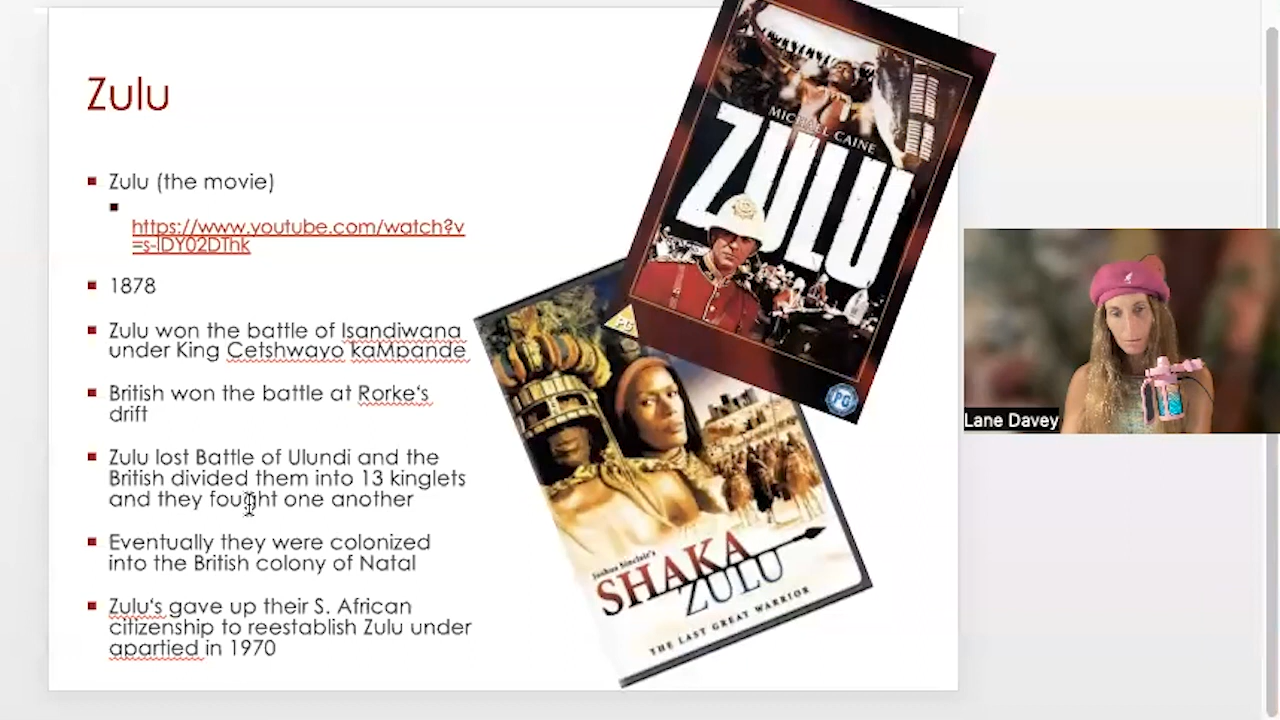 Zulu
Zulu (the movie)
https://www.youtube.com/watch?v
=s-lDY02DThk
1878
Zulu won the battle of Isandiwana
under King Cetshwayo kaMpande
British won the battle at Rorke's
drift
Zulu lost Battle of Ulundi and the
British divided them into 13 kinglets
and they fought one another
Eventually they were colonized
into the British colony of Natal
Zulu's gave up their S. African
citizenship to reestablish Zulu under
apartied in 1970
MICHAEL CAINE
ZULU
PG
PG
Joshua Sinclair's
SHAKA
ZULU
THE LAST GREAT WARRIOR
Lane Davey